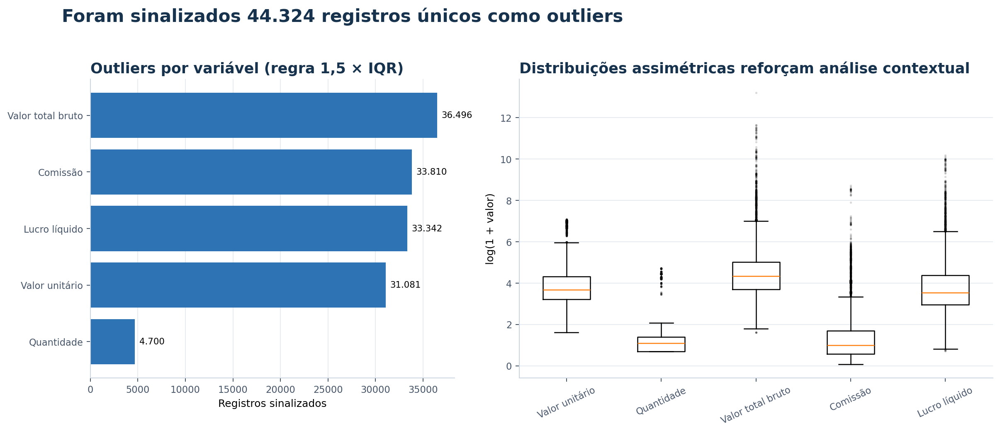 Foram sinalizados 44.324 registros únicos como outliers
Outliers por variável (regra 1,5 × IQR)
Valor total bruto
36.496
Comissão
33.810
Lucro líquido
33.342
Valor unitário
31.081
Quantidade
4.700
0 5000 10000 15000 20000 25000 30000 35000
Registros sinalizados
Distribuições assimétricas reforçam análise contextual
log(1 + valor)
12
10
8
6
4
2
0
Valor unitário
Quantidade
Valor total bruto
Comissão
Lucro líquido